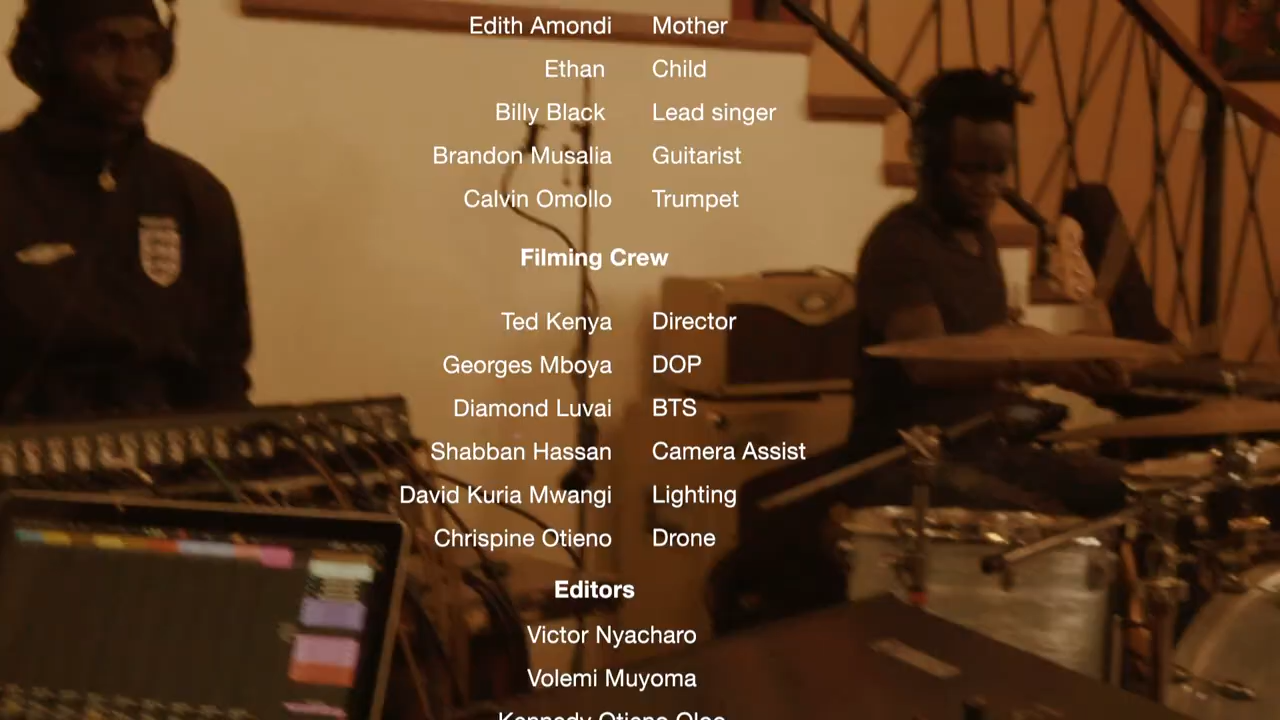 Edith Amondi Mother
Ethan Child
Billy Black Lead singer
Brandon Musalia Guitarist
Calvin Omollo Trumpet
Filming Crew
Ted Kenya Director
Georges Mboya DOP
Diamond Luvai BTS
Shabban Hassan Camera Assist
David Kuria Mwangi Lighting
Chrispine Otieno Drone
Editors
Victor Nyacharo
Volemi Muyoma
Kennedy Otieno